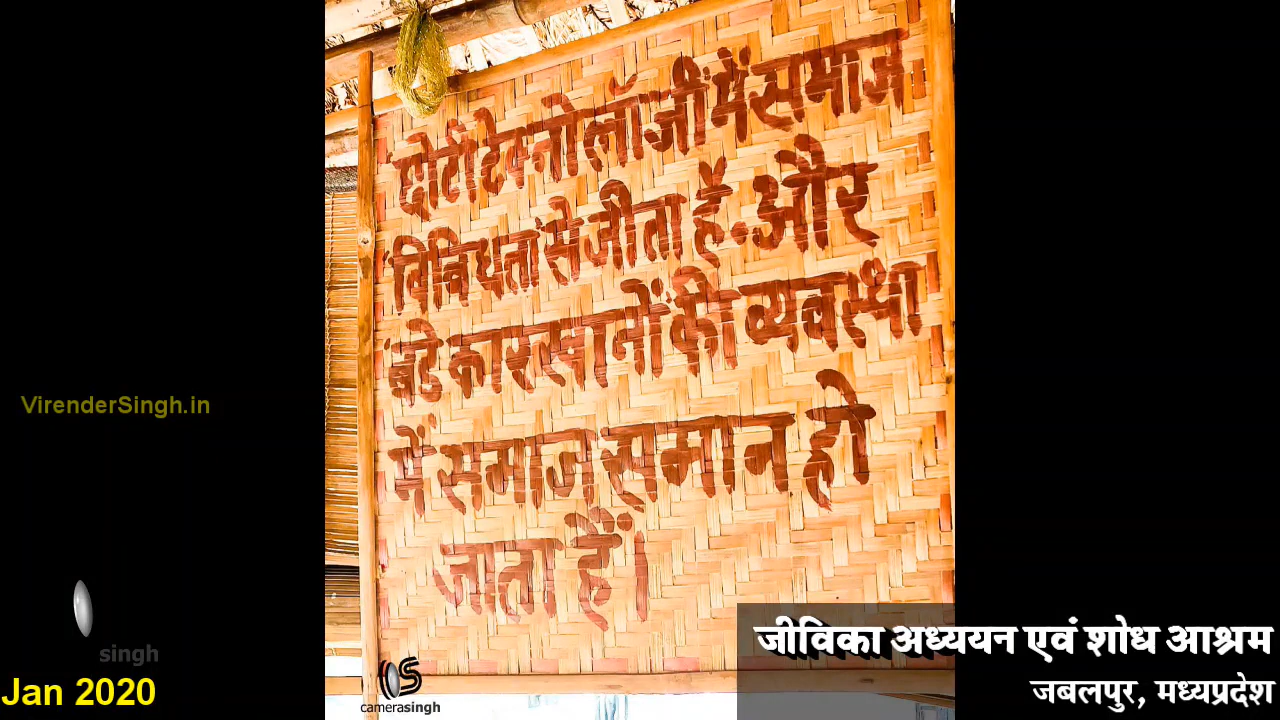 छोटी टेक्नोलॉजी में समाज
विविधता से जीता है. और
बडे कारखानों की व्यवस्था
में समाज समान हो
जाता है।
VirenderSingh.in
singh
Jan 2020
camerasingh
जीविका अध्ययन एवं शोध आश्रम
जबलपुर, मध्यप्रदेश